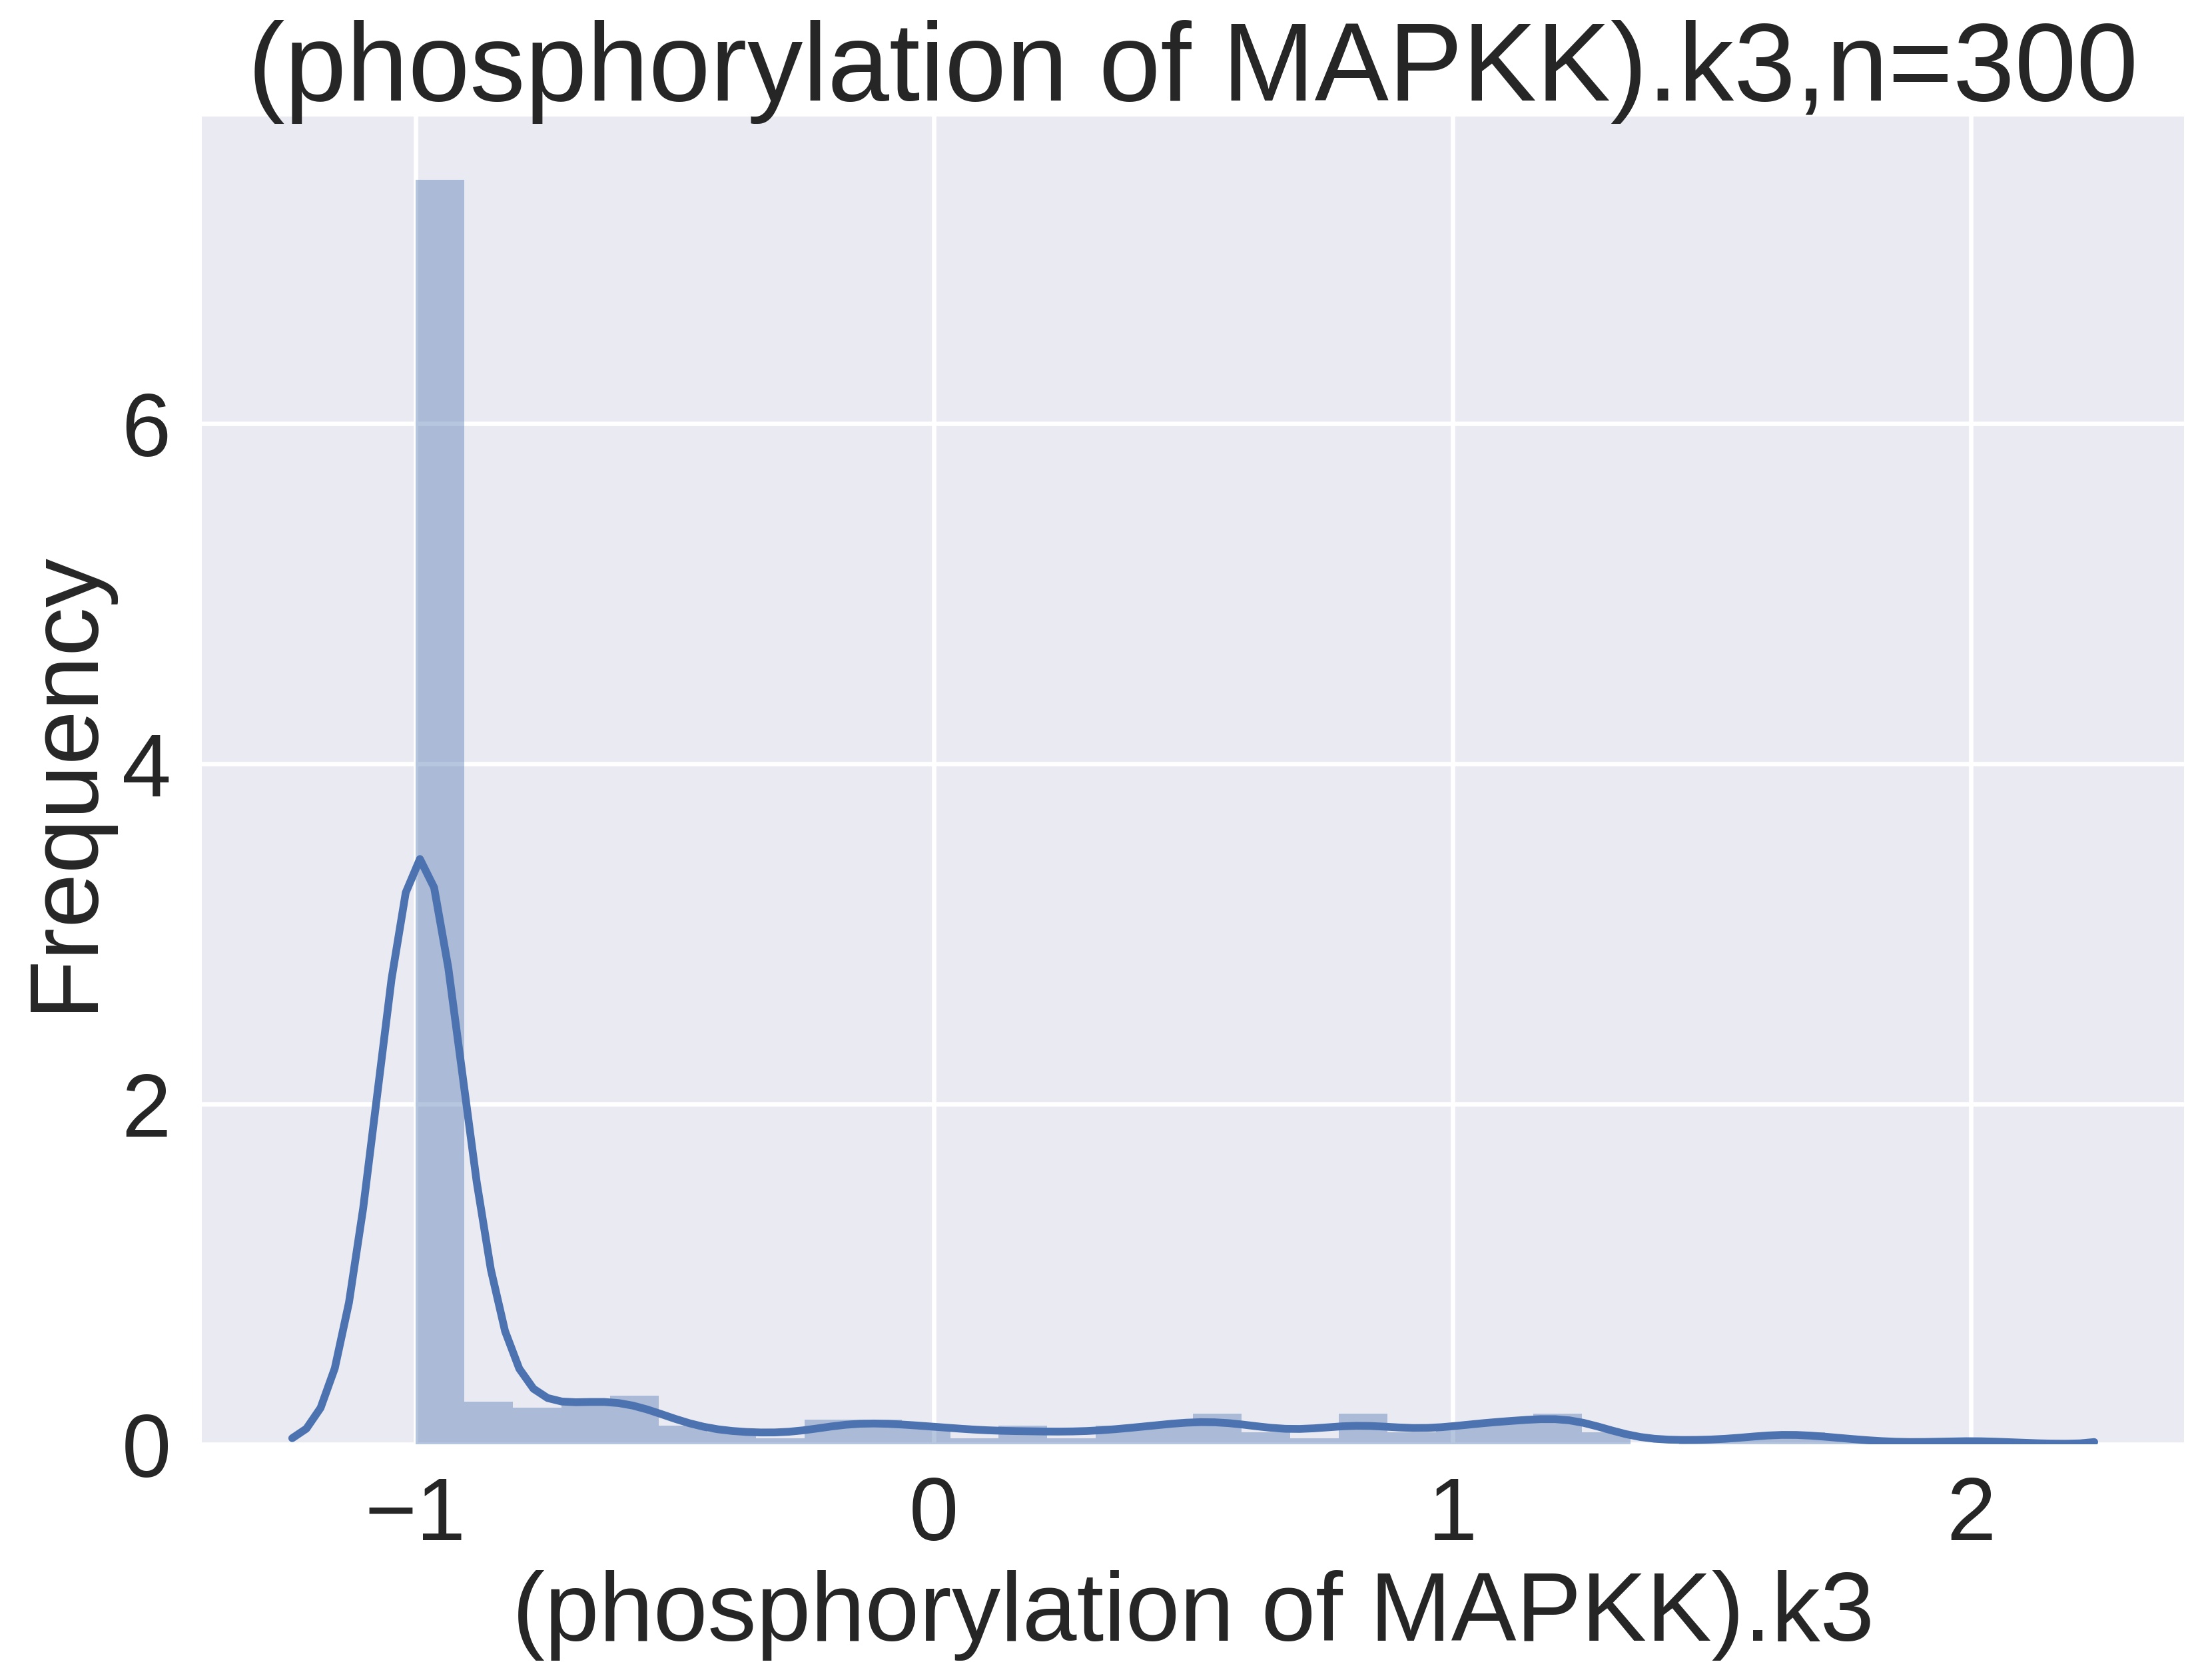 (phosphorylation of MAPKK).k3,n=300
Frequency
6
4
2
0
−1 0 1 2
(phosphorylation of MAPKK).k3